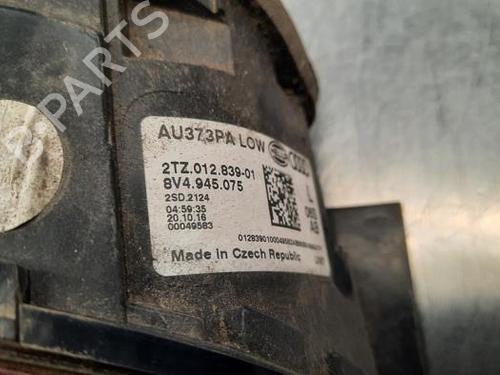 B-PARTS
AU373PA LOW
2TZ.012.839-01
8V4.945.075
2SD.2124
04:59:35
20.10.16
00049583
L
Made in Czech Republic